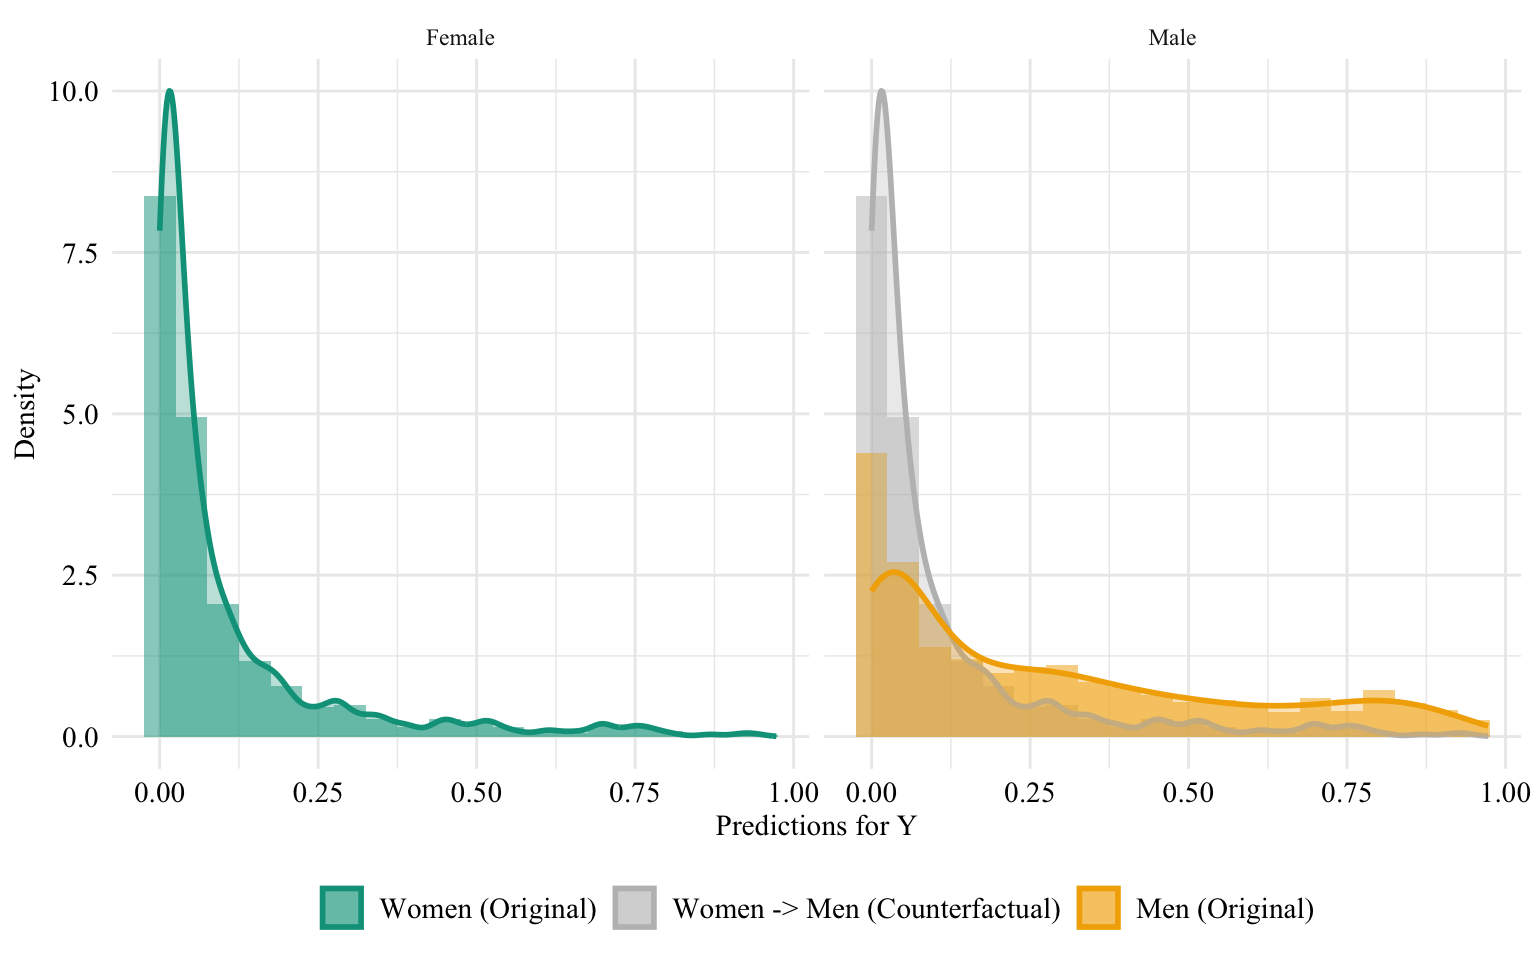 Female Male
Density
10.0
7.5
5.0
2.5
0.0
0.00 0.25 0.50 0.75 1.00 0.00 0.25 0.50 0.75 1.00
Predictions for Y
Women (Original) Women -> Men (Counterfactual) Men (Original)